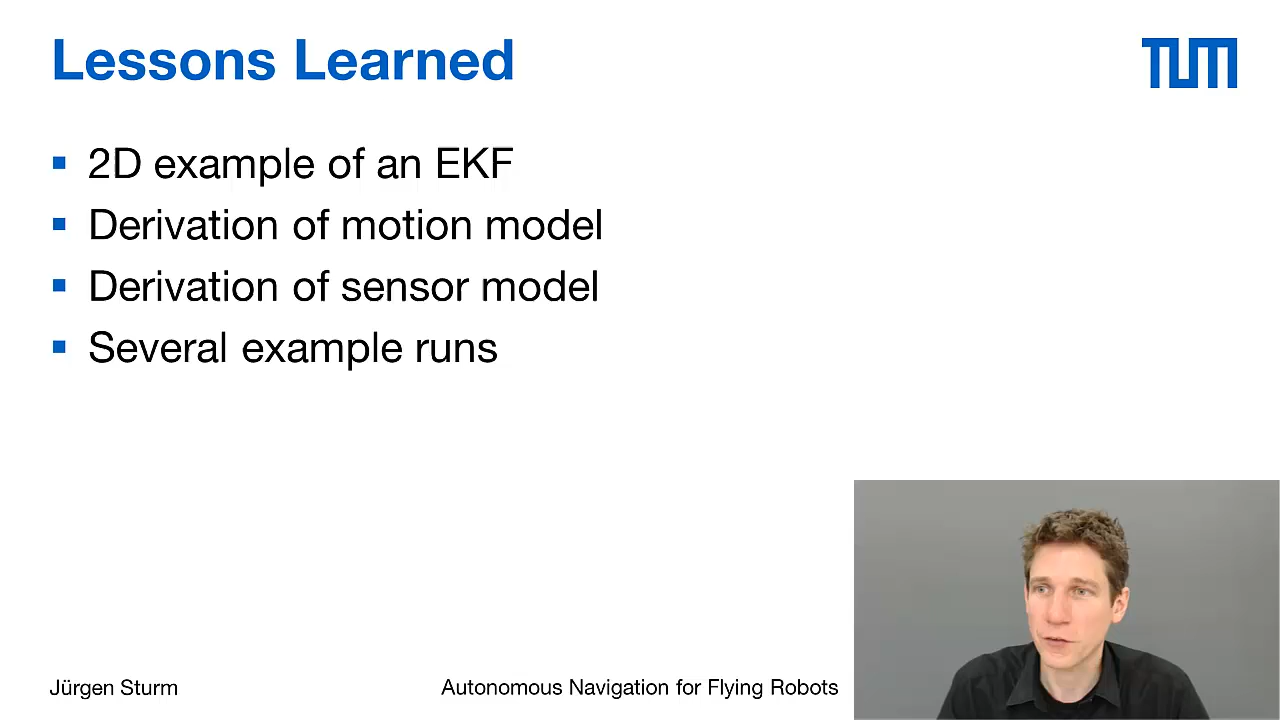 Lessons Learned
TUM
2D example of an EKF
Derivation of motion model
Derivation of sensor model
Several example runs
Jürgen Sturm
Autonomous Navigation for Flying Robots